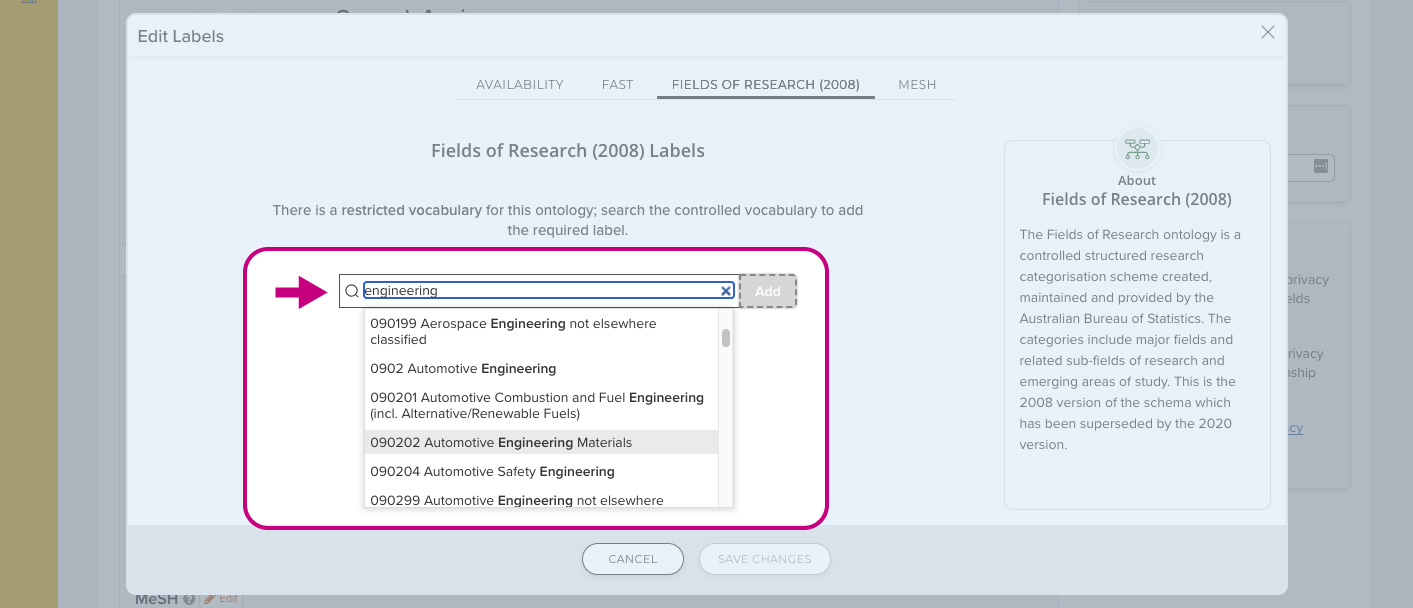 Edit Labels
AVAILABILITY
FAST
FIELDS OF RESEARCH (2008)
MESH
Fields of Research (2008) Labels
There is a restricted vocabulary for this ontology; search the controlled vocabulary to add
the required label.
engineering
Add
090199 Aerospace Engineering not elsewhere
classified
0902 Automotive Engineering
090201 Automotive Combustion and Fuel Engineering
(incl. Alternative/Renewable Fuels)
090202 Automotive Engineering Materials
090204 Automotive Safety Engineering
090299 Automotive Engineering not elsewhere
About
Fields of Research (2008)
The Fields of Research ontology is a
controlled structured research
categorisation scheme created,
maintained and provided by the
Australian Bureau of Statistics. The
categories include major fields and
related sub-fields of research and
emerging areas of study. This is the
2008 version of the schema which
has been superseded by the 2020
version.
CANCEL
SAVE CHANGES
MeSH
Edit